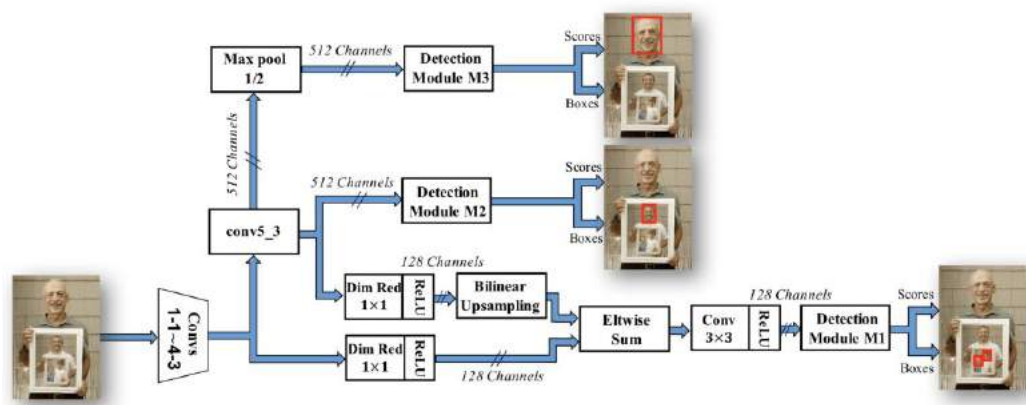 512 Channels
Max pool
1/2
Detection
Module M3
Scores
Boxes
512 Channels
512 Channels
Detection
Module M2
Scores
Boxes
conv5_3
128 Channels
Dim Red
1×1
ReLU
Bilinear
Upsampling
Convs
1-1~4-3
Dim Red
1×1
ReLU
128 Channels
Eltwise
Sum
Conv
3×3
ReLU
128 Channels
Detection
Module M1
Scores
Boxes